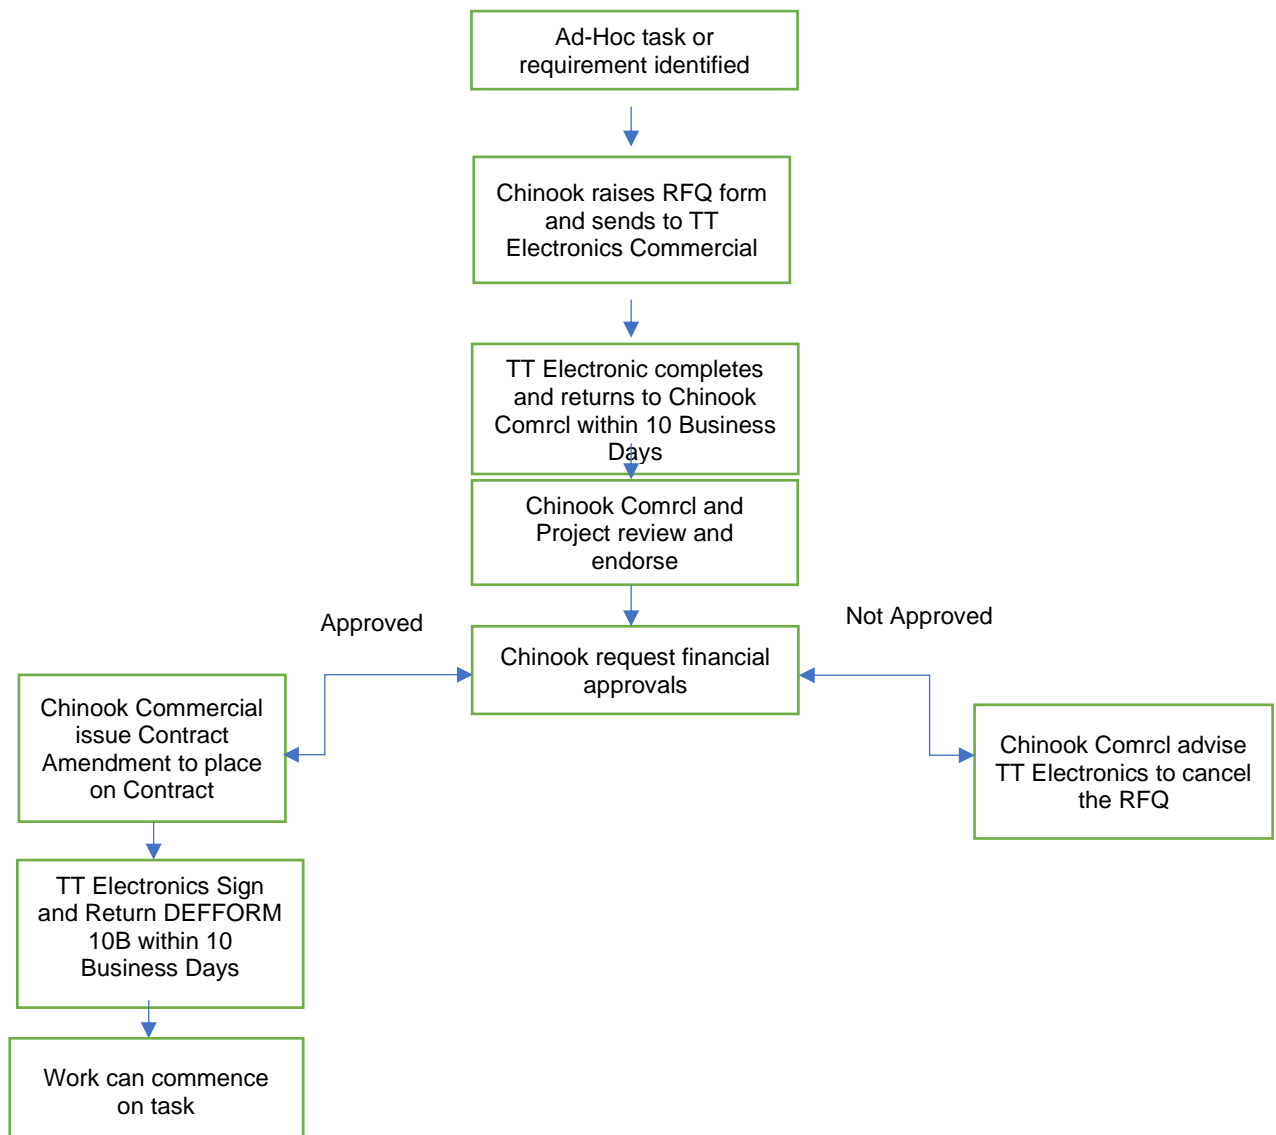 Ad-Hoc task or
requirement identified
Chinook raises RFQ form
and sends to TT
Electronics Commercial
TT Electronic completes
and returns to Chinook
Comrcl within 10 Business
Days
Chinook Comrcl and
Project review and
endorse
Approved
Not Approved
Chinook request financial
approvals
Chinook Commercial
issue Contract
Amendment to place
on Contract
Chinook Comrcl advise
TT Electronics to cancel
the RFQ
TT Electronics Sign
and Return DEFFORM
10B within 10
Business Days
Work can commence
on task